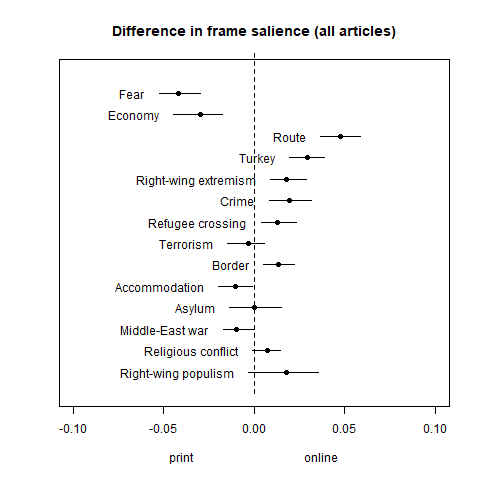 Difference in frame salience (all articles)
Fear
Economy
Route
Turkey
Right-wing extremism
Crime
Refugee crossing
Terrorism
Border
Accommodation
Asylum
Middle-East war
Religious conflict
Right-wing populism
-0.10 -0.05 0.00 0.05 0.10
print online